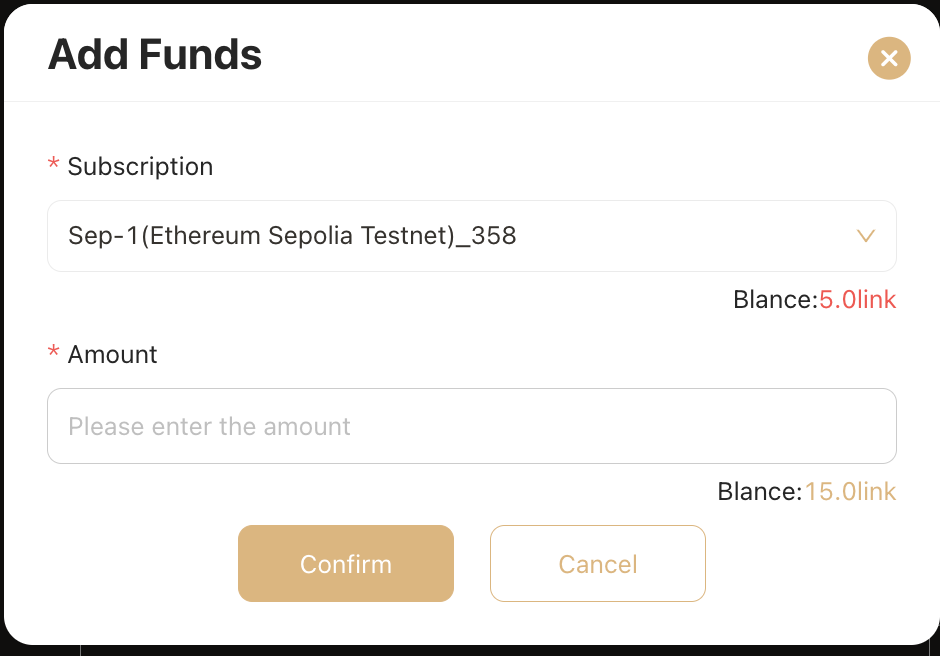 Add Funds
* Subscription
Sep-1(Ethereum Sepolia Testnet)_358
Blance:5.0link
* Amount
Please enter the amount
Blance:15.0link
Confirm
Cancel